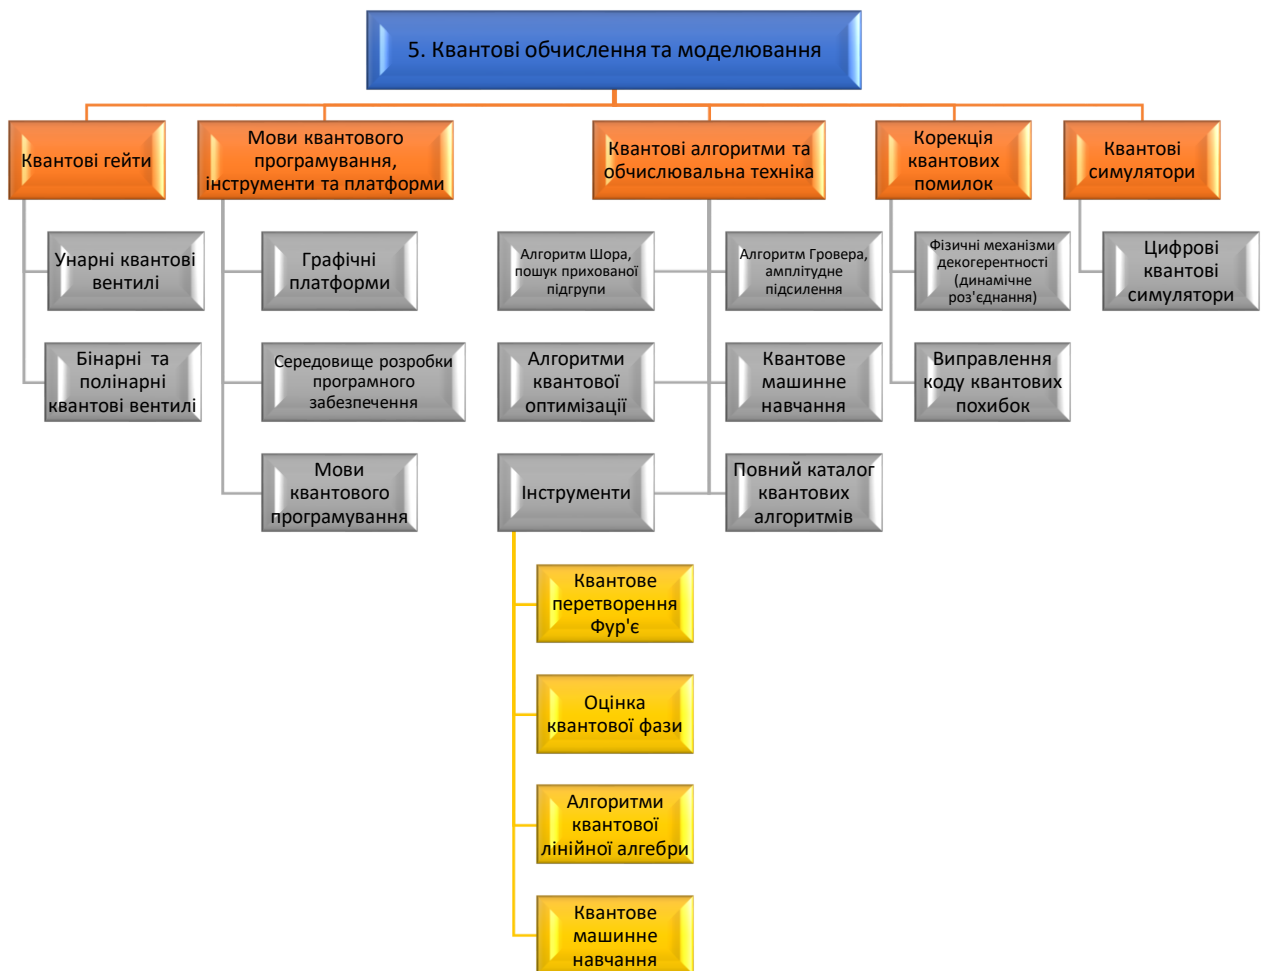 5. Квантові обчислення та моделювання
Квантові гейти
Мови квантового
програмування,
інструменти та платформи
Квантові алгоритми та
обчислювальна техніка
Корекція
квантових
помилок
Квантові
симулятори
Унарні квантові
вентилі
Графічні
платформи
Алгоритм Шора,
пошук прихованої
підгрупи
Алгоритм Гровера,
амплітудне
підсилення
Фізичні механізми
декогерентності
(динамічне
роз'єднання)
Цифрові
квантові
симулятори
Бінарні та
полінарні
квантові вентилі
Середовище розробки
програмного
забезпечення
Алгоритми
квантової
оптимізації
Квантове
машинне
навчання
Виправлення
коду квантових
похибок
Мови
квантового
програмування
Інструменти
Повний каталог
квантових
алгоритмів
Квантове
перетворення
Фур'є
Оцінка
квантової фази
Алгоритми
квантової
лінійної алгебри
Квантове
машинне
навчання